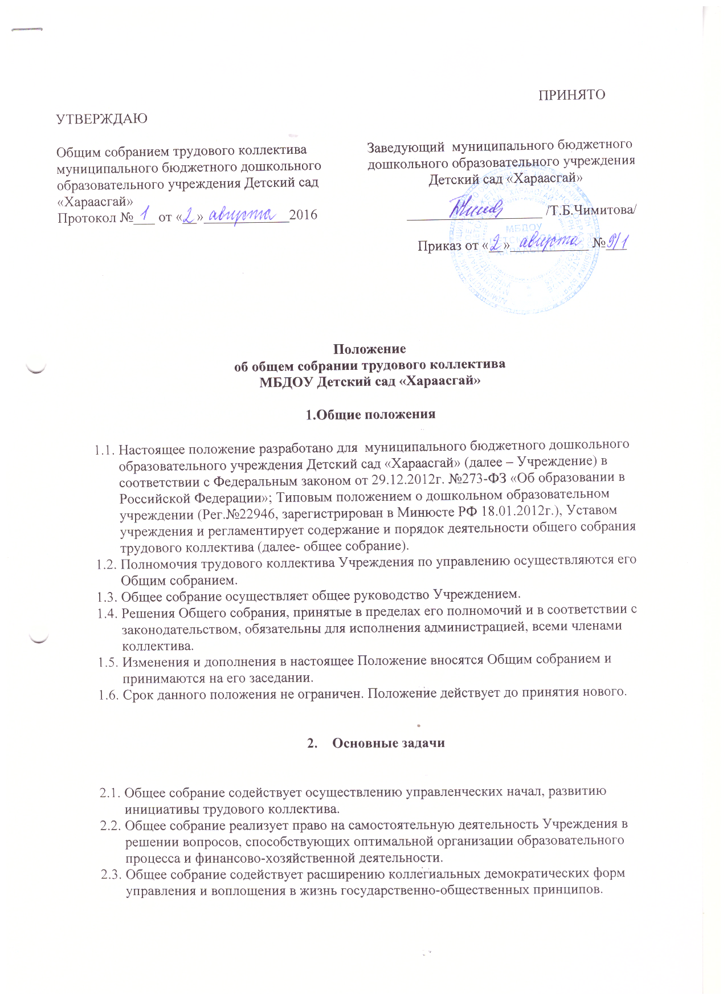 ПРИНЯТО
УТВЕРЖДАЮ
Общим собранием трудового коллектива
муниципального бюджетного дошкольного
образовательного учреждения Детский сад
«Хараасгай»
Протокол № 1 от «2» августа 2016
Заведующий муниципального бюджетного
дошкольного образовательного учреждения
Детский сад «Хараасгай»
/Т.Б.Чимитова/
Приказ от «2» августа № 9/1
МБДОУ
ДЕТСКИЙ САД
ХАРААСГАЙ
Положение
об общем собрании трудового коллектива
МБДОУ Детский сад «Хараасгай»
1.Общие положения
1.1. Настоящее положение разработано для муниципального бюджетного дошкольного
образовательного учреждения Детский сад «Хараасгай» (далее – Учреждение) в
соответствии с Федеральным законом от 29.12.2012г. №273-ФЗ «Об образовании в
Российской Федерации»; Типовым положением о дошкольном образовательном
учреждении (Рег.№22946, зарегистрирован в Минюсте РФ 18.01.2012г.), Уставом
учреждения и регламентирует содержание и порядок деятельности общего собрания
трудового коллектива (далее- общее собрание).
1.2. Полномочия трудового коллектива Учреждения по управлению осуществляются его
Общим собранием.
1.3. Общее собрание осуществляет общее руководство Учреждением.
1.4. Решения Общего собрания, принятые в пределах его полномочий и в соответствии с
законодательством, обязательны для исполнения администрацией, всеми членами
коллектива.
1.5. Изменения и дополнения в настоящее Положение вносятся Общим собранием и
принимаются на его заседании.
1.6. Срок данного положения не ограничен. Положение действует до принятия нового.
2. Основные задачи
2.1. Общее собрание содействует осуществлению управленческих начал, развитию
инициативы трудового коллектива.
2.2. Общее собрание реализует право на самостоятельную деятельность Учреждения в
решении вопросов, способствующих оптимальной организации образовательного
процесса и финансово-хозяйственной деятельности.
2.3. Общее собрание содействует расширению коллегиальных демократических форм
управления и воплощения в жизнь государственно-общественных принципов.